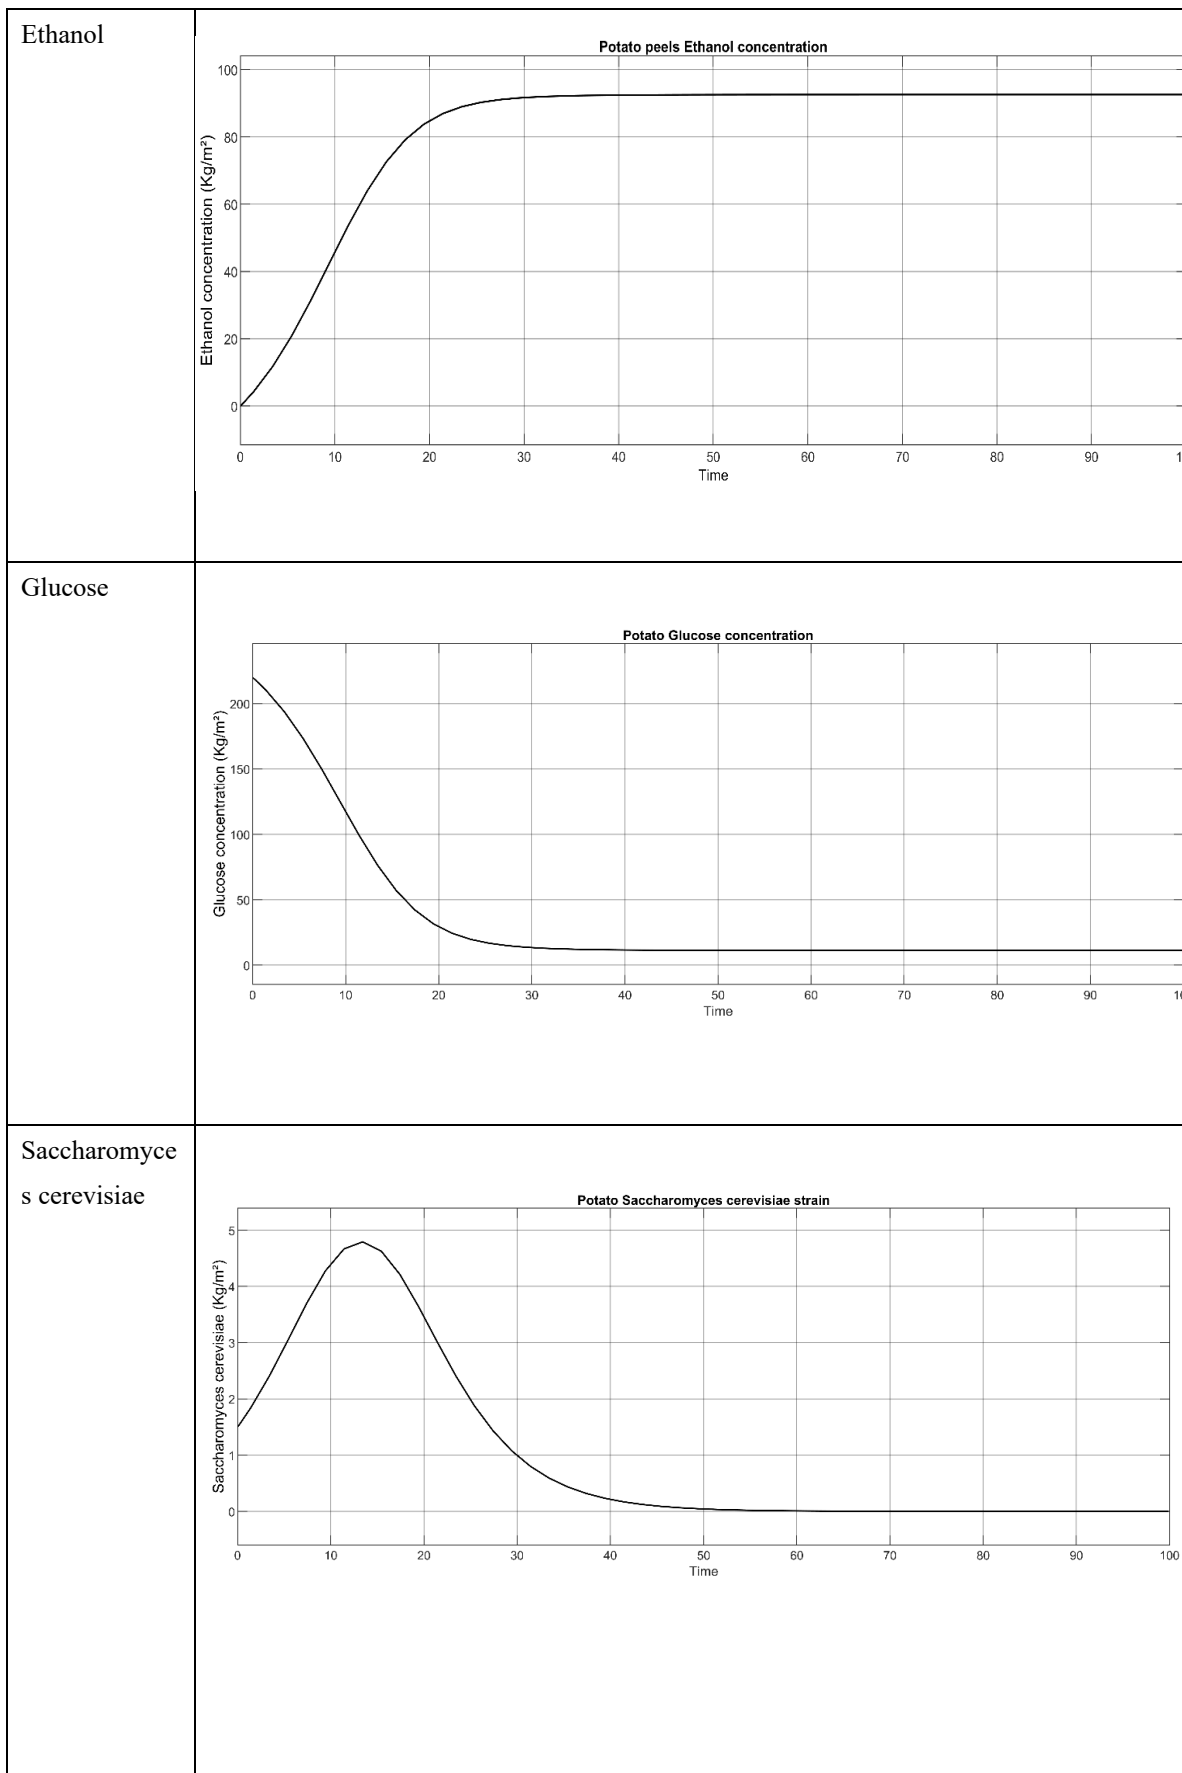 Ethanol
Potato peels Ethanol concentration
Ethanol concentration (Kg/m²)
100
80
60
40
20
0
0 10 20 30 40 50 60 70 80 90 1
Time
Glucose
Potato Glucose concentration
Glucose concentration (Kg/m²)
200
150
100
50
0
0 10 20 30 40 50 60 70 80 90 10
Time
Saccharomyce
s cerevisiae
Potato Saccharomyces cerevisiae strain
Saccharomyces cerevisiae (Kg/m²)
5
4
3
2
1
0
0 10 20 30 40 50 60 70 80 90 100
Time